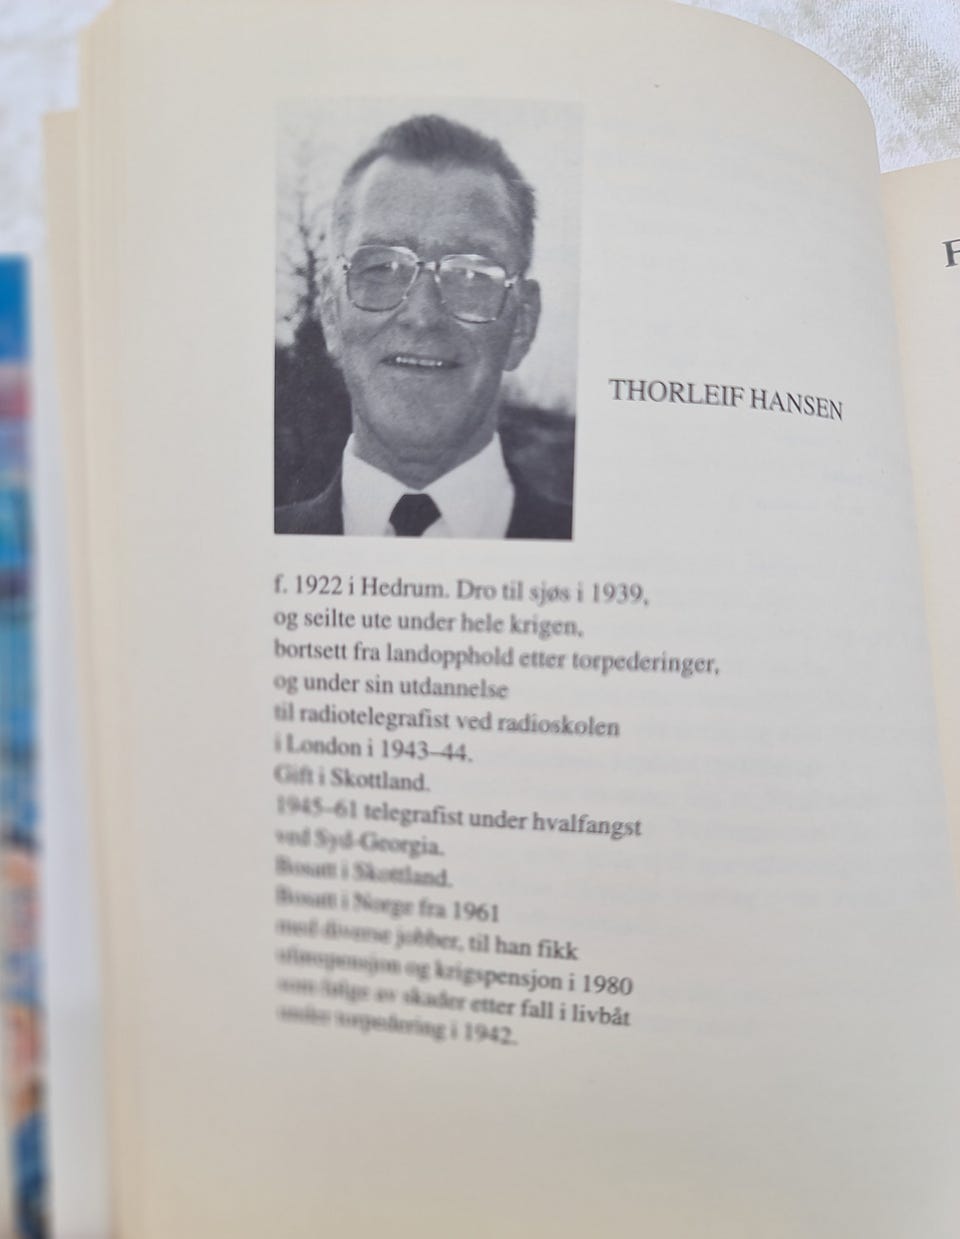 THORLEIF HANSEN
f. 1922 i Hedrum. Dro til sjøs i 1939,
og seilte ute under hele krigen,
bortsett fra landopphold etter torpederinger,
og under sin utdannelse
til radiotelegrafist ved radioskolen
i London i 1943–44.
Gift i Skottland.
1945–61 telegrafist under hvalfangst
ved Syd-Georgia.
Bosatt i Skottland.
Bosatt i Norge fra 1961
med diverse jobber, til han fikk
og krigspensjon i 1980
som følge av skader etter fall i livbåt
under torpedering i 1942.
F